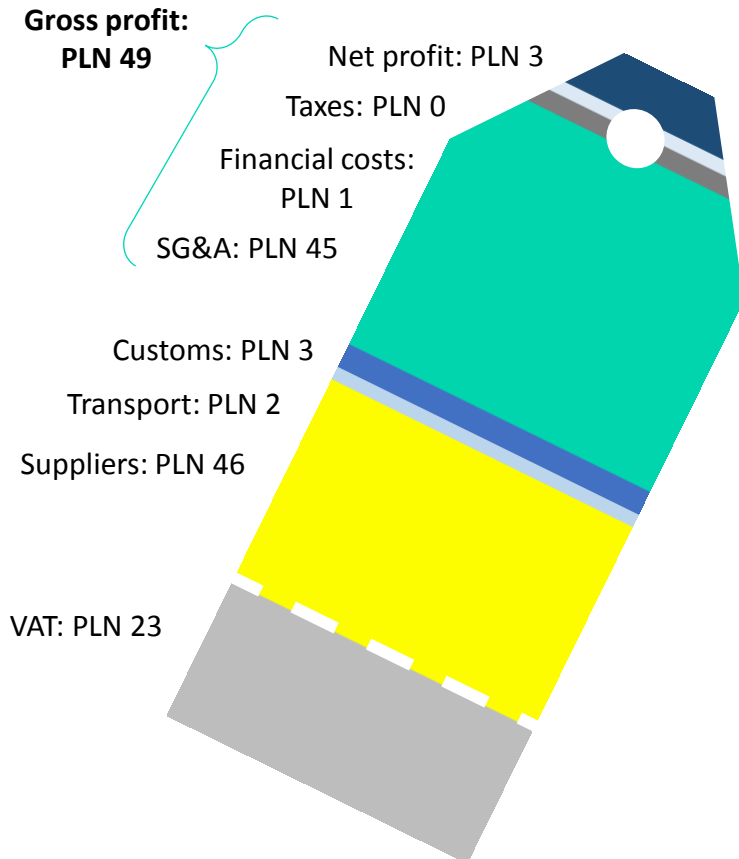 Gross profit:
PLN 49
Net profit: PLN 3
Taxes: PLN 0
Financial costs:
PLN 1
SG&A: PLN 45
Customs: PLN 3
Transport: PLN 2
Suppliers: PLN 46
VAT: PLN 23